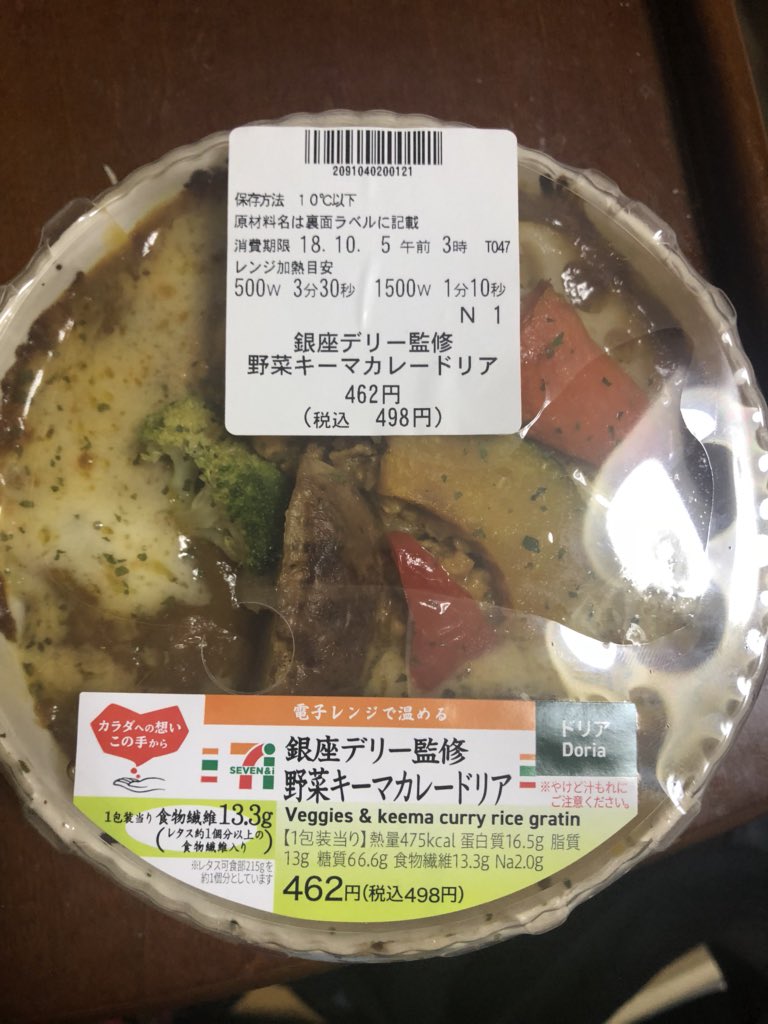 2091040200121
保存方法 10℃以下
原材料名は裏面ラベルに記載
消費期限 18.10. 5 午前 3時 T047
レンジ加熱目安
500W 3分30秒 1500W 1分10秒
N 1
銀座デリー監修
野菜キーマカレードリア
462円
(税込 498円)
電子レンジで温める
カラダへの想い
この手から
SEVEN&i
銀座デリー監修
野菜キーマカレードリア
ドリア
Doria
※やけど汁もれに
ご注意ください。
Veggies & keema curry rice gratin
1包装当り 食物繊維13.3g
(レタス約1個分以上の
食物繊維入り)
※レタス可食部215gを
約1個分としています
【1包装当り】熱量475kcal 蛋白質16.5g 脂質
13g 糖質66.6g 食物繊維13.3g Na2.0g
462円(税込498円)